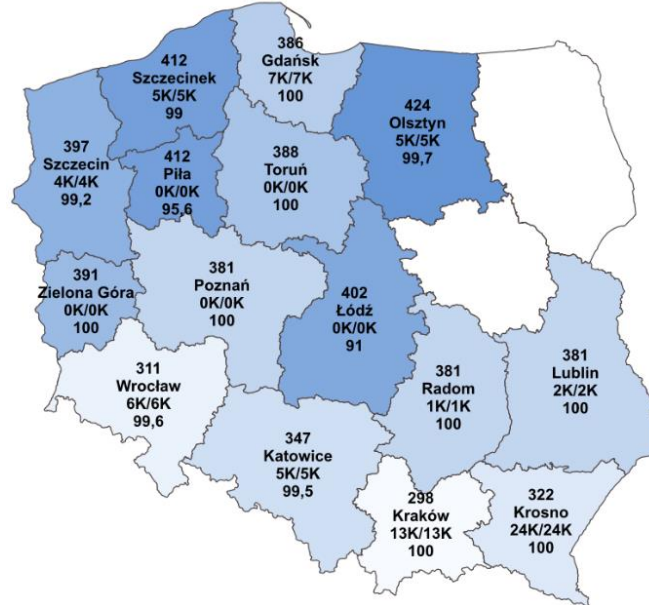 386
Gdańsk
7K/7K
100
412
Szczecinek
5K/5K
99
424
Olsztyn
5K/5K
99,7
397
Szczecin
4K/4K
99,2
412
Piła
0K/0K
95,6
388
Toruń
0K/0K
100
391
Zielona Góra
0K/0K
100
381
Poznań
0K/0K
100
402
Łódź
0K/0K
91
381
Radom
1K/1K
100
381
Lublin
2K/2K
100
311
Wrocław
6K/6K
99,6
347
Katowice
5K/5K
99,5
298
Kraków
13K/13K
100
322
Krosno
24K/24K
100